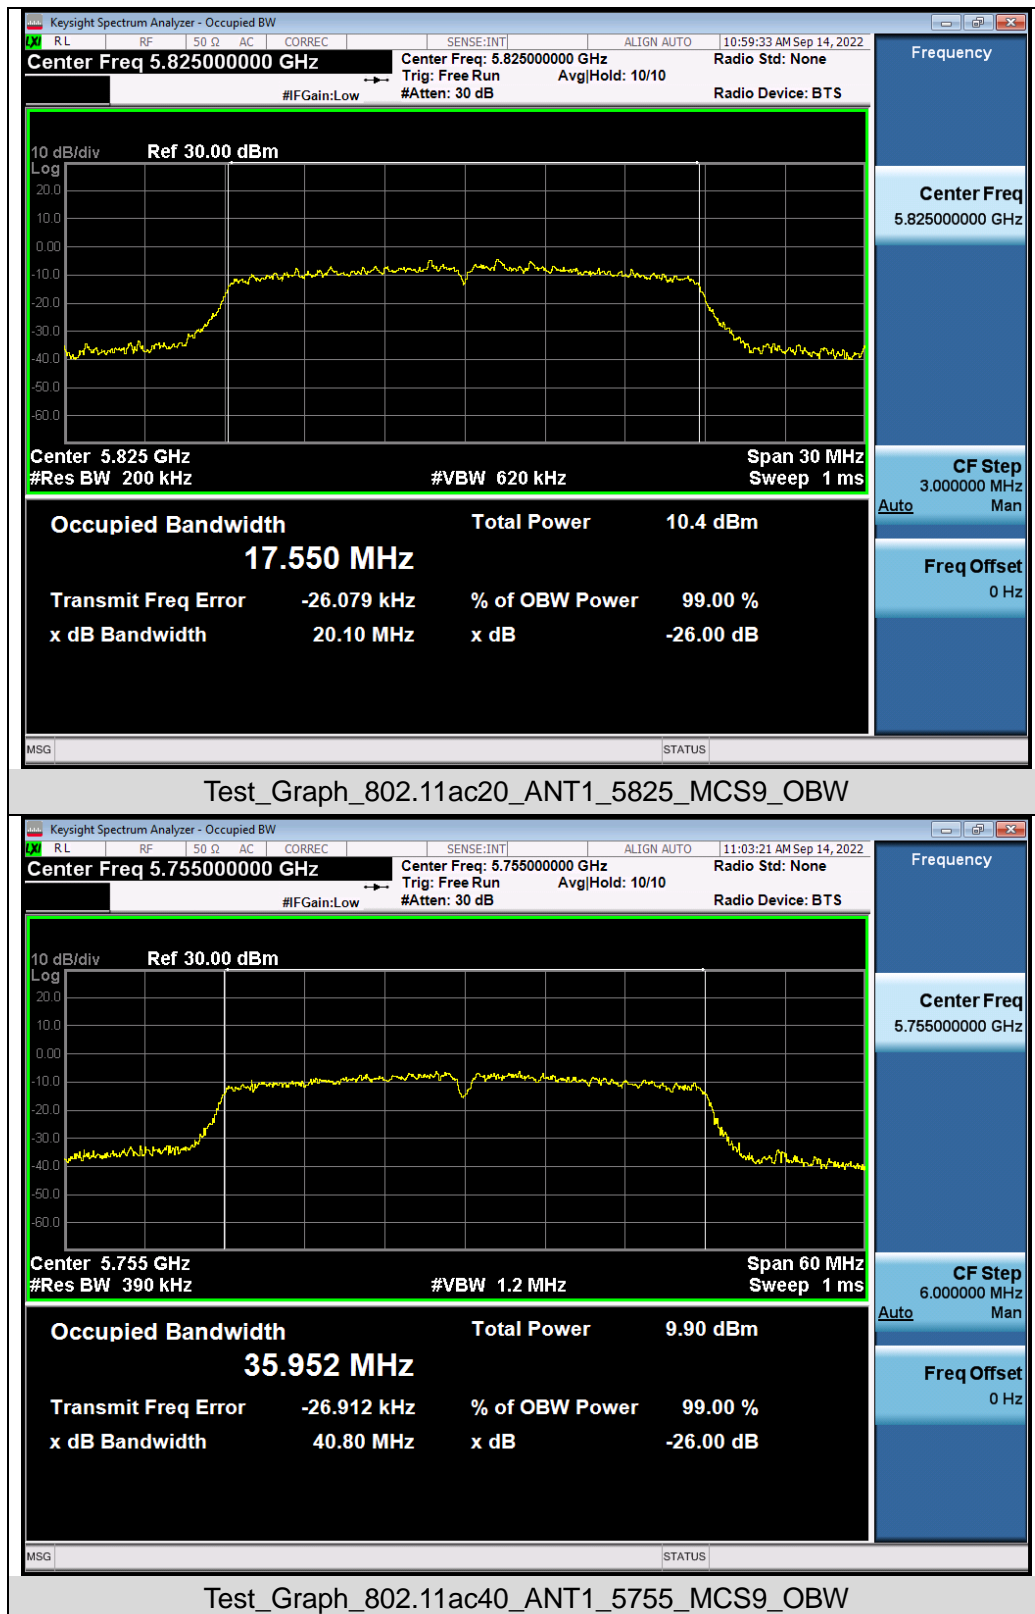 Keysight Spectrum Analyzer - Occupied BW
LXI RL RF 50 Ω AC CORREC SENSE:INT ALIGN AUTO 10:59:33 AM Sep 14, 2022
Center Freq 5.825000000 GHz
Center Freq: 5.825000000 GHz
Radio Std: None
Trig: Free Run Avg|Hold: 10/10
#IFGain:Low
#Atten: 30 dB
Radio Device: BTS
Frequency
10 dB/div Ref 30.00 dBm
Log
20.0
10.0
0.00
-10.0
-20.0
-30.0
-40.0
-50.0
-60.0
Center Freq
5.825000000 GHz
Center 5.825 GHz
Span 30 MHz
#Res BW 200 kHz
#VBW 620 kHz
Sweep 1 ms
CF Step
3.000000 MHz
Auto Man
Freq Offset
0 Hz
Occupied Bandwidth
Total Power 10.4 dBm
17.550 MHz
Transmit Freq Error -26.079 kHz % of OBW Power 99.00 %
x dB Bandwidth 20.10 MHz x dB -26.00 dB
MSG STATUS
Test_Graph_802.11ac20_ANT1_5825_MCS9_OBW
Keysight Spectrum Analyzer - Occupied BW
LXI RL RF 50 Ω AC CORREC SENSE:INT ALIGN AUTO 11:03:21 AM Sep 14, 2022
Center Freq 5.755000000 GHz
Center Freq: 5.755000000 GHz
Radio Std: None
Trig: Free Run Avg|Hold: 10/10
#IFGain:Low
#Atten: 30 dB
Radio Device: BTS
Frequency
10 dB/div Ref 30.00 dBm
Log
20.0
10.0
0.00
-10.0
-20.0
-30.0
-40.0
-50.0
-60.0
Center Freq
5.755000000 GHz
Center 5.755 GHz
Span 60 MHz
#Res BW 390 kHz
#VBW 1.2 MHz
Sweep 1 ms
CF Step
6.000000 MHz
Auto Man
Freq Offset
0 Hz
Occupied Bandwidth
Total Power 9.90 dBm
35.952 MHz
Transmit Freq Error -26.912 kHz % of OBW Power 99.00 %
x dB Bandwidth 40.80 MHz x dB -26.00 dB
MSG STATUS
Test_Graph_802.11ac40_ANT1_5755_MCS9_OBW